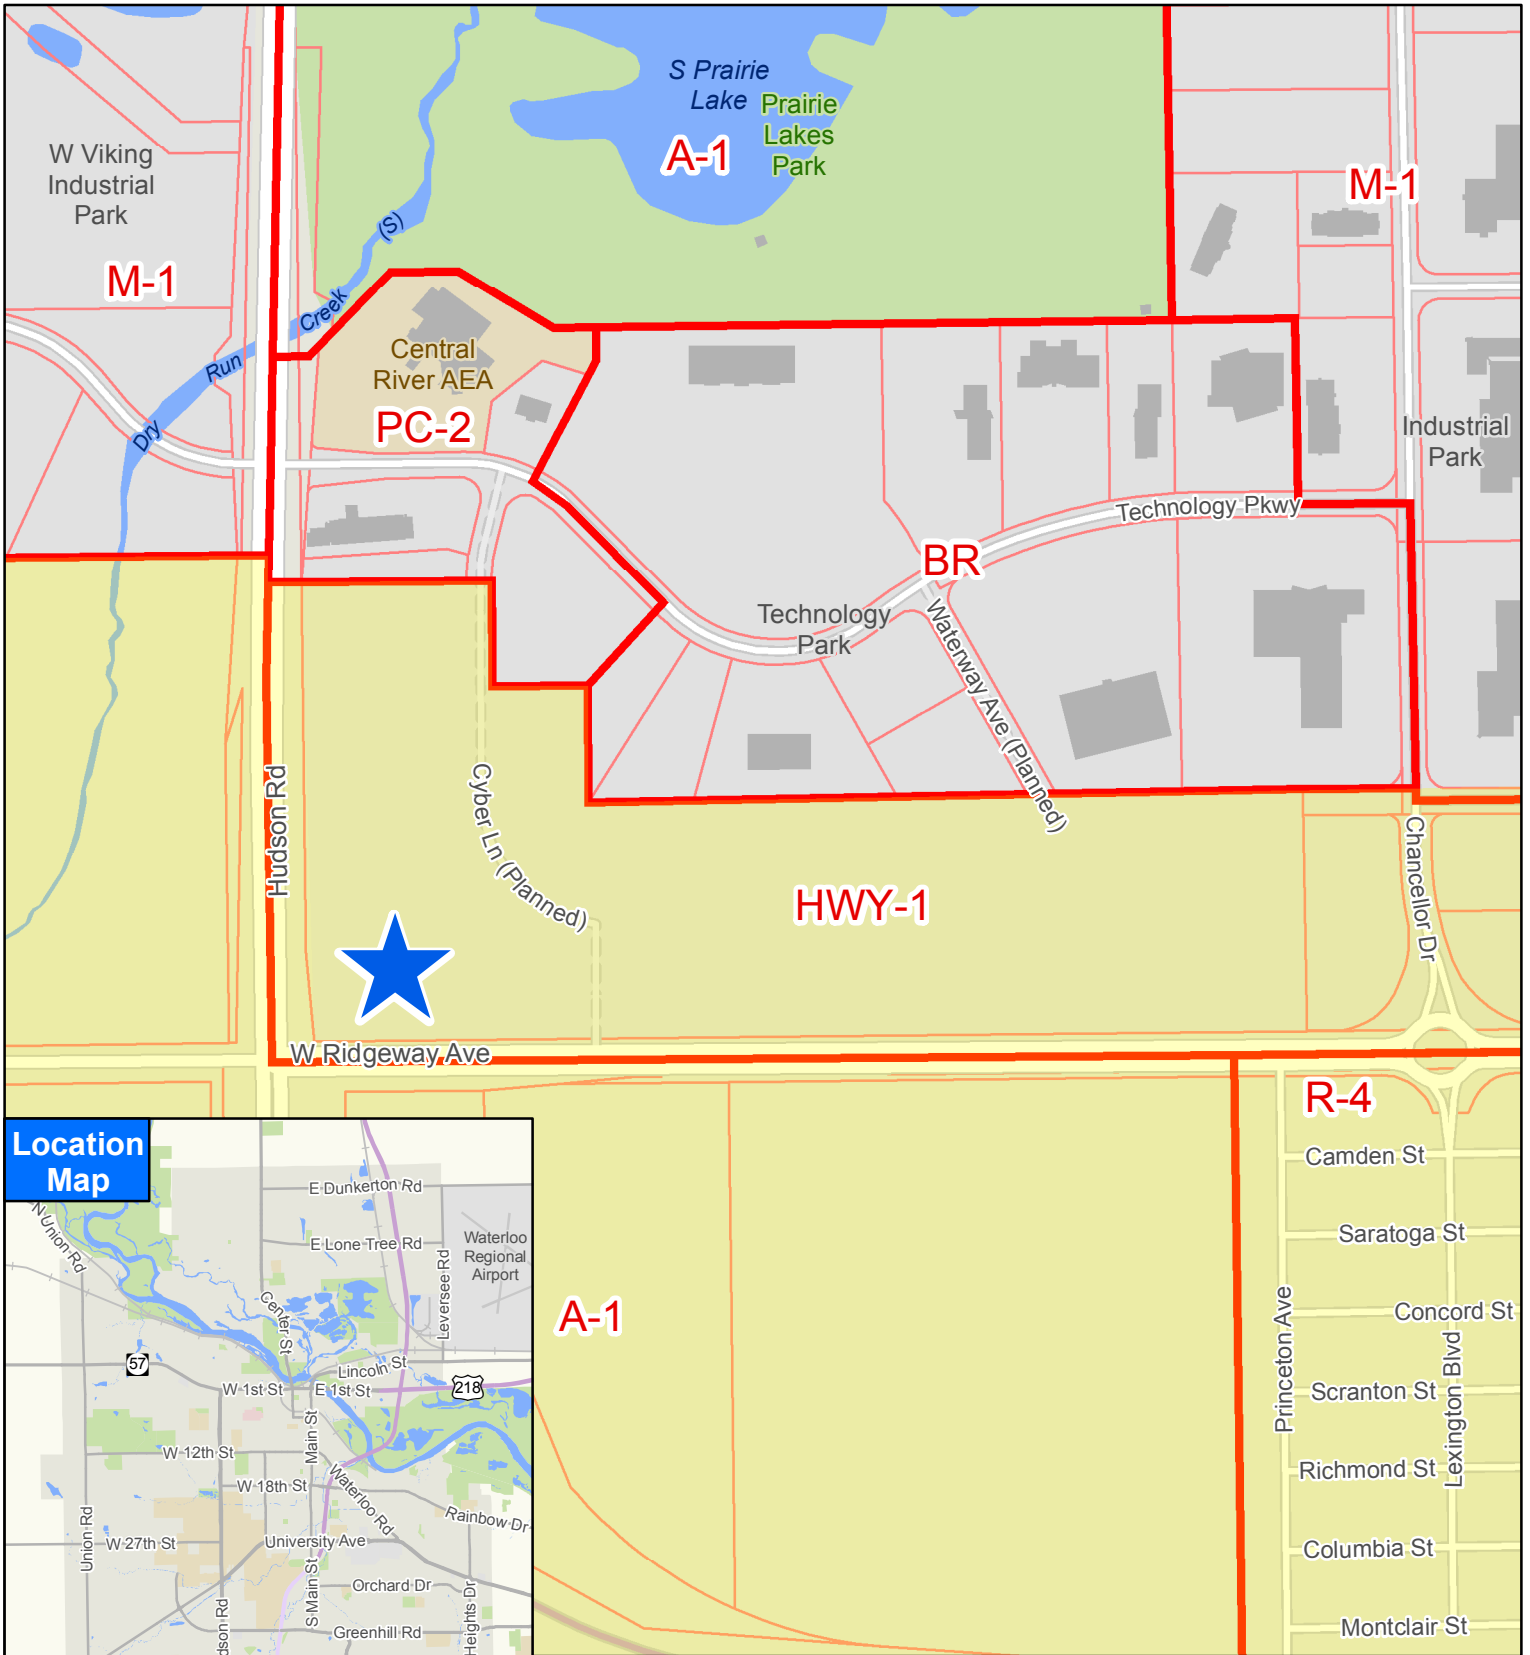 S Prairie
Lake
Prairie
Lakes
Park
A-1
W Viking
Industrial
Park
M-1
M-1
(S)
Creek
Run
Dry
Central
River AEA
PC-2
Industrial
Park
Technology Pkwy
BR
Technology
Park
Waterway Ave (Planned)
Hudson Rd
Cyber Ln (Planned)
HWY-1
Chancellor Dr
W Ridgeway Ave
R-4
Camden St
Saratoga St
Concord St
Scranton St
Richmond St
Columbia St
Montclair St
Princeton Ave
Lexington Blvd
A-1
Location
Map
N Union Rd
E Dunkerton Rd
E Lone Tree Rd
Waterloo
Regional
Airport
Leversee Rd
Center St
57
Lincoln St
W 1st St
E 1st St
218
Main St
W 12th St
W 18th St
Waterloo Rd
Rainbow Dr
Union Rd
W 27th St
University Ave
S Main St
Orchard Dr
Greenhill Rd
dson Rd
Heights Dr